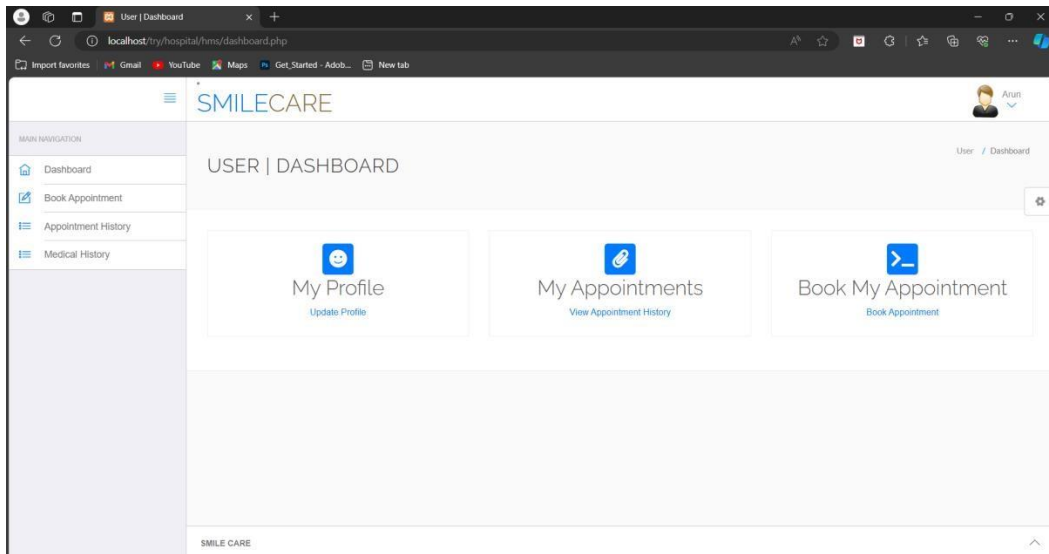 User | Dashboard
localhost/try/hospital/hms/dashboard.php
Import favorites Gmail YouTube Maps Get_Started - Adob... New tab
SMILECARE
Arun
MAIN NAVIGATION
Dashboard
Book Appointment
Appointment History
Medical History
USER | DASHBOARD
User / Dashboard
My Profile
Update Profile
My Appointments
View Appointment History
Book My Appointment
Book Appointment
SMILE CARE